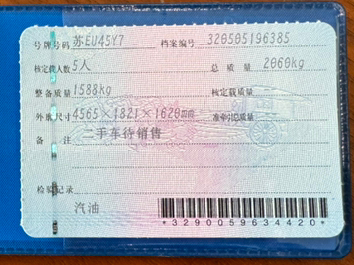 号牌号码 苏EU45Y7 档案编号 320505196385
核定载人数 5人 总质量 2060kg
整备质量 1588kg 核定载质量
外廓尺寸 4565×1821×1620mm 准牵引总质量
备注 二手车待销售
检验记录
汽油
*3290059634420*